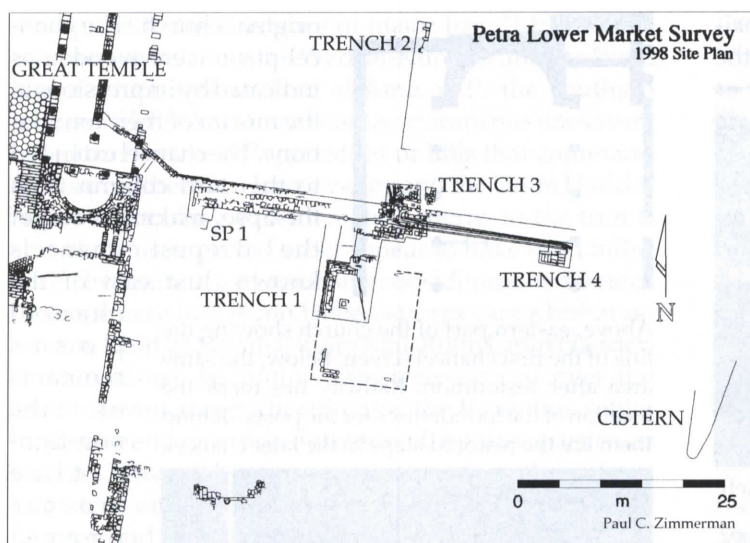 Petra Lower Market Survey
1998 Site Plan
TRENCH 2
GREAT TEMPLE
TRENCH 3
SP 1
TRENCH 4
TRENCH 1
N
CISTERN
0 m 25
Paul C. Zimmerman